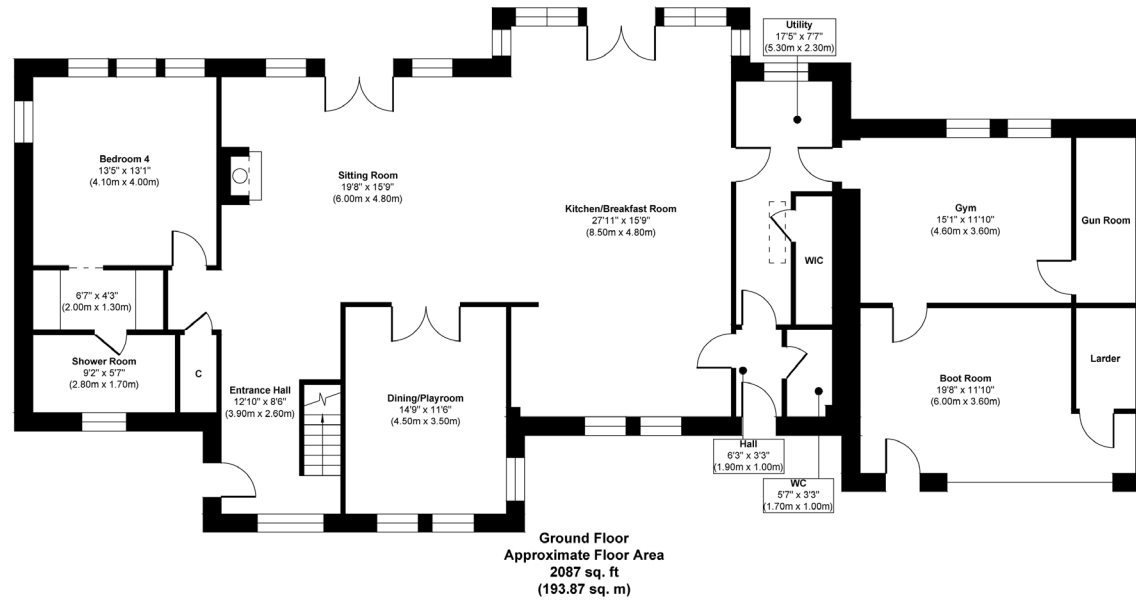 Utility
17'5" x 7'7"
(5.30m x 2.30m)
Bedroom 4
13'5" x 13'1"
(4.10m x 4.00m)
Sitting Room
19'8" x 15'9"
(6.00m x 4.80m)
Kitchen/Breakfast Room
27'11" x 15'9"
(8.50m x 4.80m)
Gym
15'1" x 11'10"
(4.60m x 3.60m)
Gun Room
WIC
6'7" x 4'3"
(2.00m x 1.30m)
Shower Room
9'2" x 5'7"
(2.80m x 1.70m)
C
Entrance Hall
12'10" x 8'6"
(3.90m x 2.60m)
Dining/Playroom
14'9" x 11'6"
(4.50m x 3.50m)
Boot Room
19'8" x 11'10"
(6.00m x 3.60m)
Larder
Hall
6'3" x 3'3"
(1.90m x 1.00m)
WC
5'7" x 3'3"
(1.70m x 1.00m)
Ground Floor
Approximate Floor Area
2087 sq. ft
(193.87 sq. m)